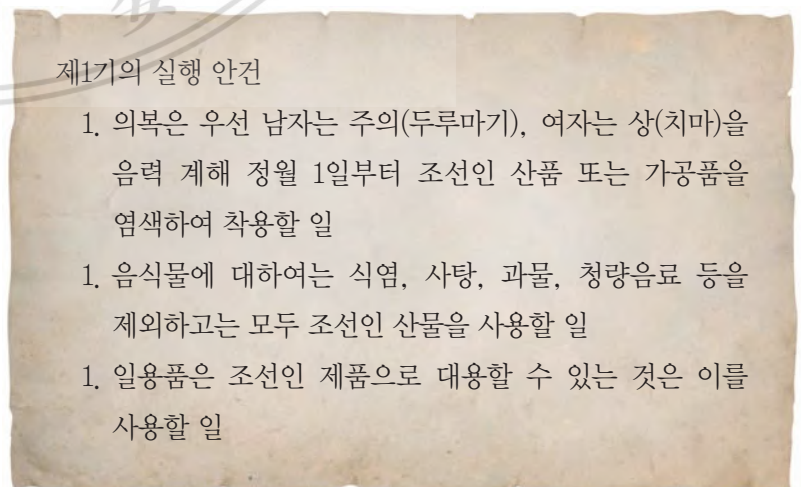 제1기의 실행 안건
1. 의복은 우선 남자는 주의(두루마기), 여자는 상(치마)을
음력 계해 정월 1일부터 조선인 산품 또는 가공품을
염색하여 착용할 일
1. 음식물에 대하여는 식염, 사탕, 과물, 청량음료 등을
제외하고는 모두 조선인 산물을 사용할 일
1. 일용품은 조선인 제품으로 대용할 수 있는 것은 이를
사용할 일